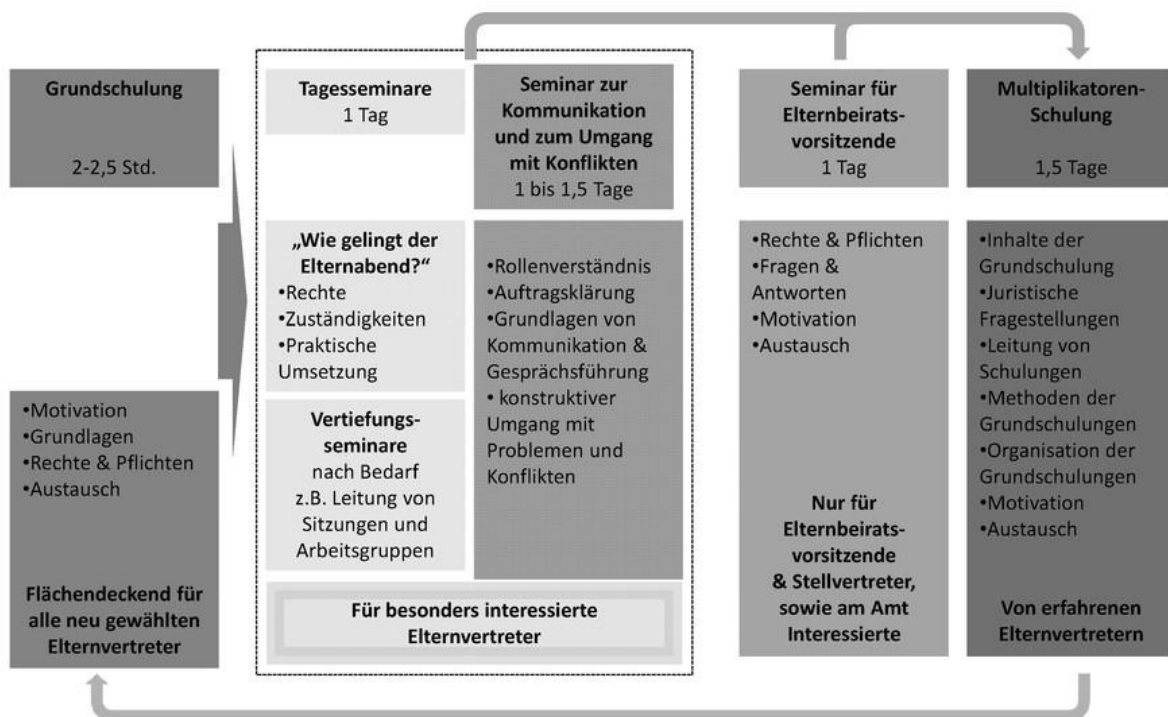 Grundschulung
2-2,5 Std.
•Motivation
•Grundlagen
•Rechte & Pflichten
•Austausch
Flächendeckend für
alle neu gewählten
Elternvertreter
Tagesseminare
1 Tag
„Wie gelingt der
Elternabend?“
•Rechte
•Zuständigkeiten
•Praktische
Umsetzung
Vertiefungs-
seminare
nach Bedarf
z.B. Leitung von
Sitzungen und
Arbeitsgruppen
Seminar zur
Kommunikation
und zum Umgang
mit Konflikten
1 bis 1,5 Tage
•Rollenverständnis
•Auftragsklärung
•Grundlagen von
Kommunikation &
Gesprächsführung
• konstruktiver
Umgang mit
Problemen und
Konflikten
Für besonders interessierte
Elternvertreter
Seminar für
Elternbeirats-
vorsitzende
1 Tag
•Rechte & Pflichten
•Fragen &
Antworten
•Motivation
•Austausch
Nur für
Elternbeirats-
vorsitzende
& Stellvertreter,
sowie am Amt
Interessierte
Multiplikatoren-
Schulung
1,5 Tage
•Inhalte der
Grundschulung
•Juristische
Fragestellungen
•Leitung von
Schulungen
•Methoden der
Grundschulungen
•Organisation der
Grundschulungen
•Motivation
•Austausch
Von erfahrenen
Elternvertretern